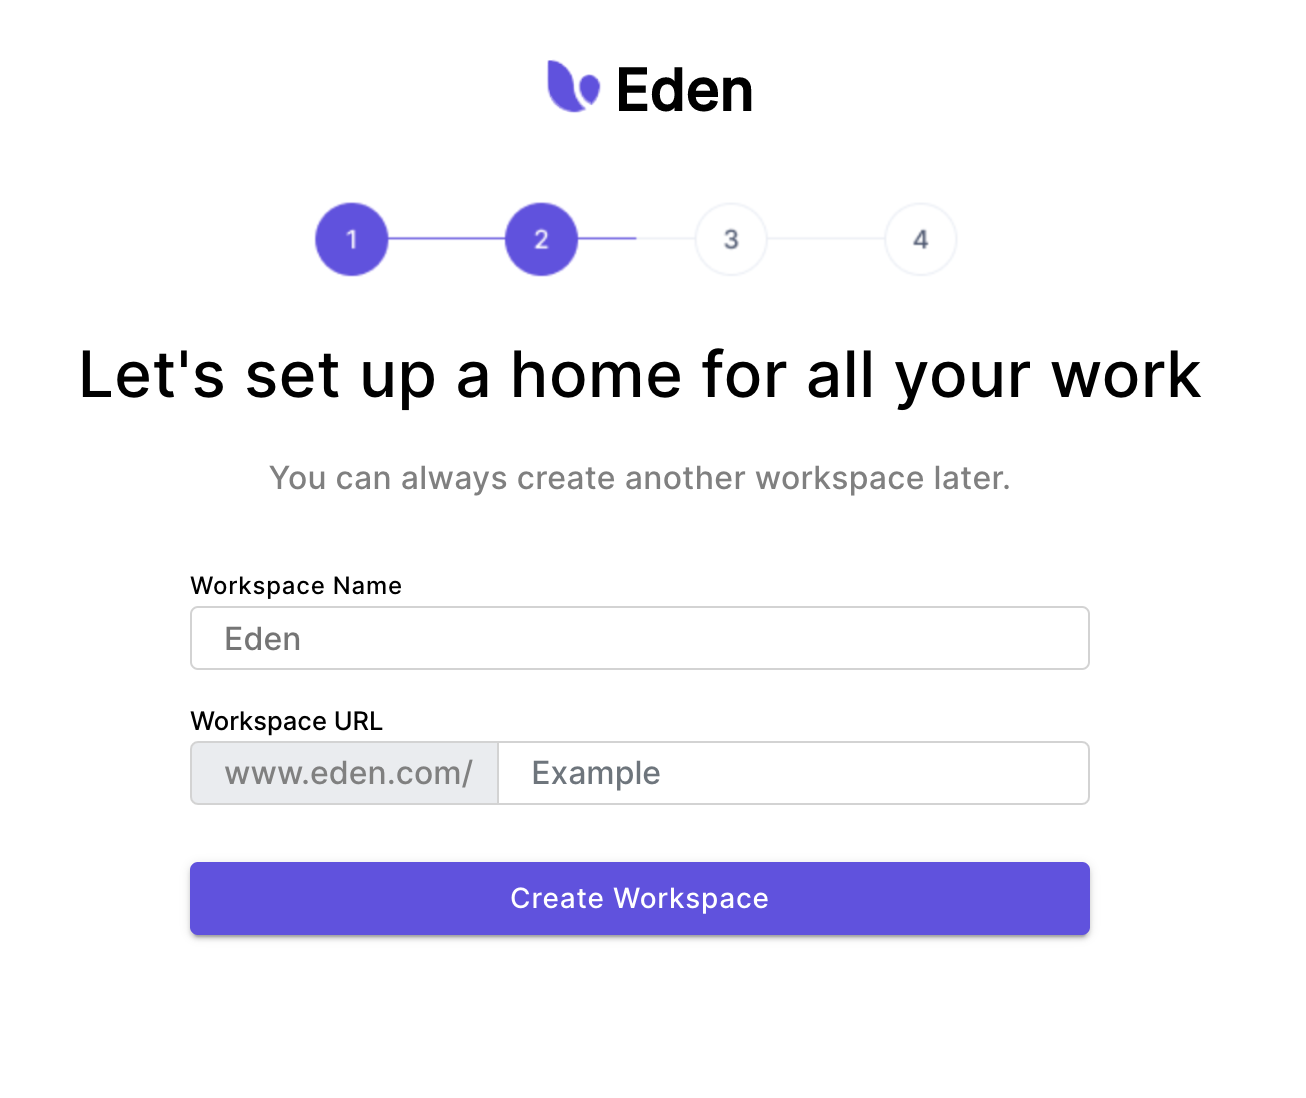 Eden
1 2 3 4
Let's set up a home for all your work
You can always create another workspace later.
Workspace Name
Eden
Workspace URL
www.eden.com/ Example
Create Workspace